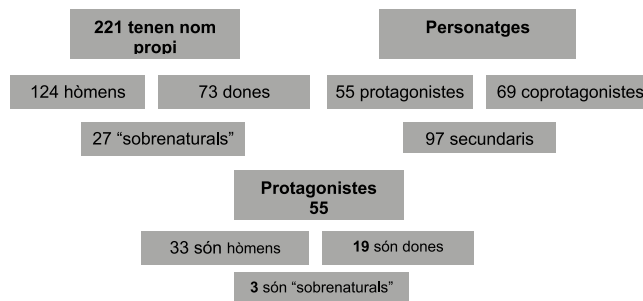 221 tenen nom
propi
Personatges
124 hòmens
73 dones
55 protagonistes
69 coprotagonistes
27 “sobrenaturals”
97 secundaris
Protagonistes
55
33 són hòmens
19 són dones
3 són “sobrenaturals”